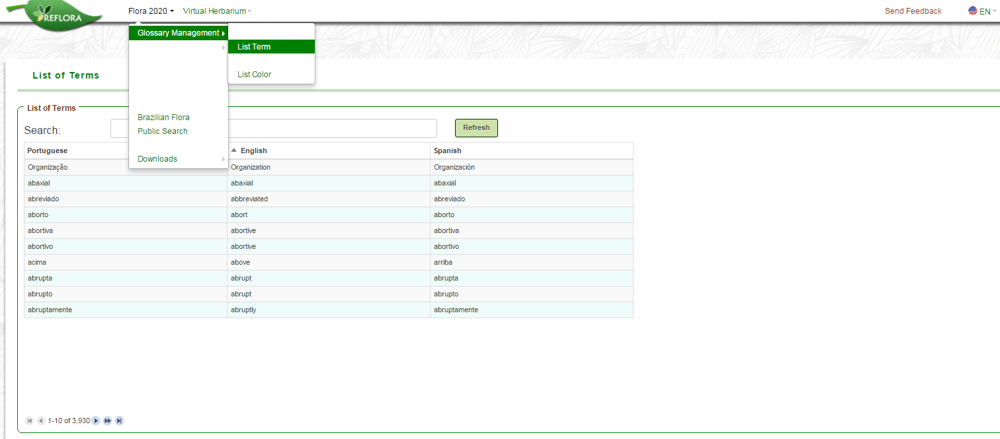 REFLORA
Flora 2020 Virtual Herbarium Send Feedback EN
Glossary Management
List Term
List Color
Brazilian Flora
Public Search
Downloads
List of Terms
List of Terms
Search: Refresh
Portuguese English Spanish
Organização Organization Organización
abaxial abaxial abaxial
abreviado abbreviated abreviado
aborto abort aborto
abortiva abortive abortiva
abortivo abortive abortivo
acima above arriba
abrupta abrupt abrupta
abrupto abrupt abrupto
abruptamente abruptly abruptamente
1-10 of 3,930